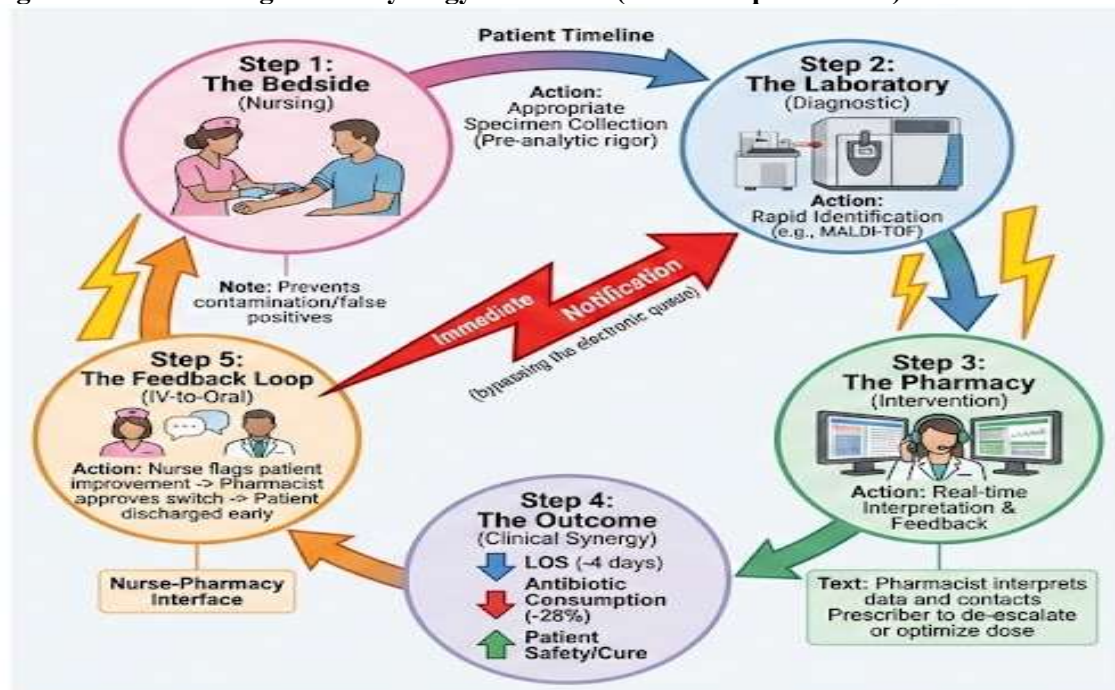 Patient Timeline
Step 1:
The Bedside
(Nursing)
Action:
Appropriate
Specimen Collection
(Pre-analytic rigor)
Step 2:
The Laboratory
(Diagnostic)
Action:
Rapid Identification
(e.g., MALDI-TOF)
Note: Prevents
contamination/false
positives
Immediate
Notification
(bypassing the electronic queue)
Step 3:
The Pharmacy
(Intervention)
Action: Real-time
Interpretation &
Feedback
Text: Pharmacist interprets
data and contacts
Prescriber to de-escalate
or optimize dose
Step 4:
The Outcome
(Clinical Synergy)
LOS (-4 days)
Antibiotic
Consumption
(-28%)
Patient
Safety/Cure
Step 5:
The Feedback Loop
(IV-to-Oral)
Action: Nurse flags patient
improvement -> Pharmacist
approves switch -> Patient
discharged early
Nurse-Pharmacy
Interface